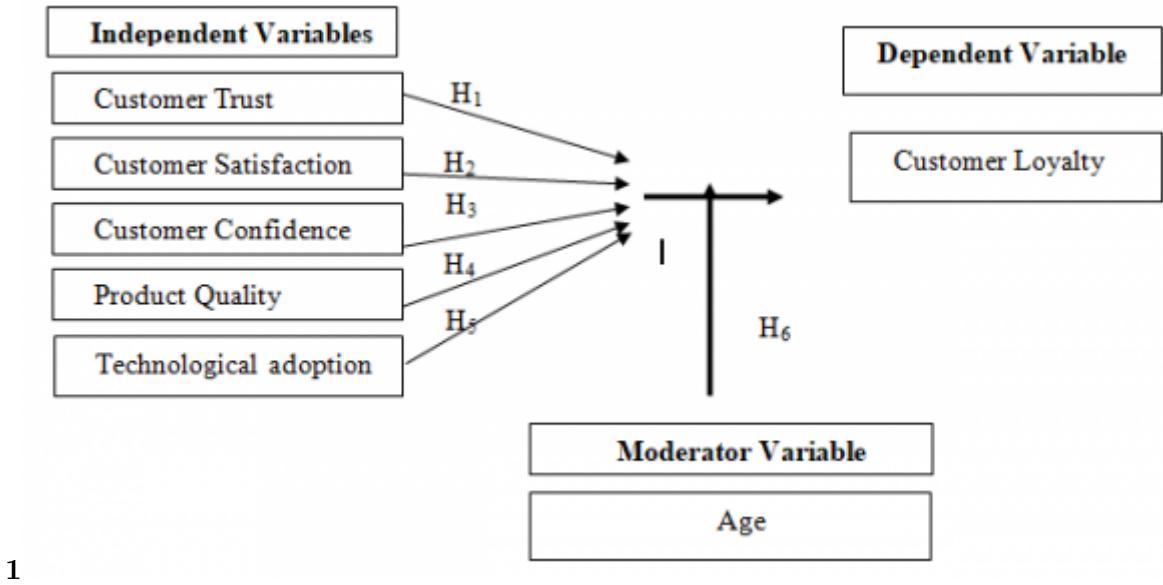 Independent Variables
Dependent Variable
Customer Trust
H₁
Customer Satisfaction
H₂
Customer Loyalty
H₃
Customer Confidence
H₄
Product Quality
H₅
H₆
Technological adoption
Moderator Variable
Age
1